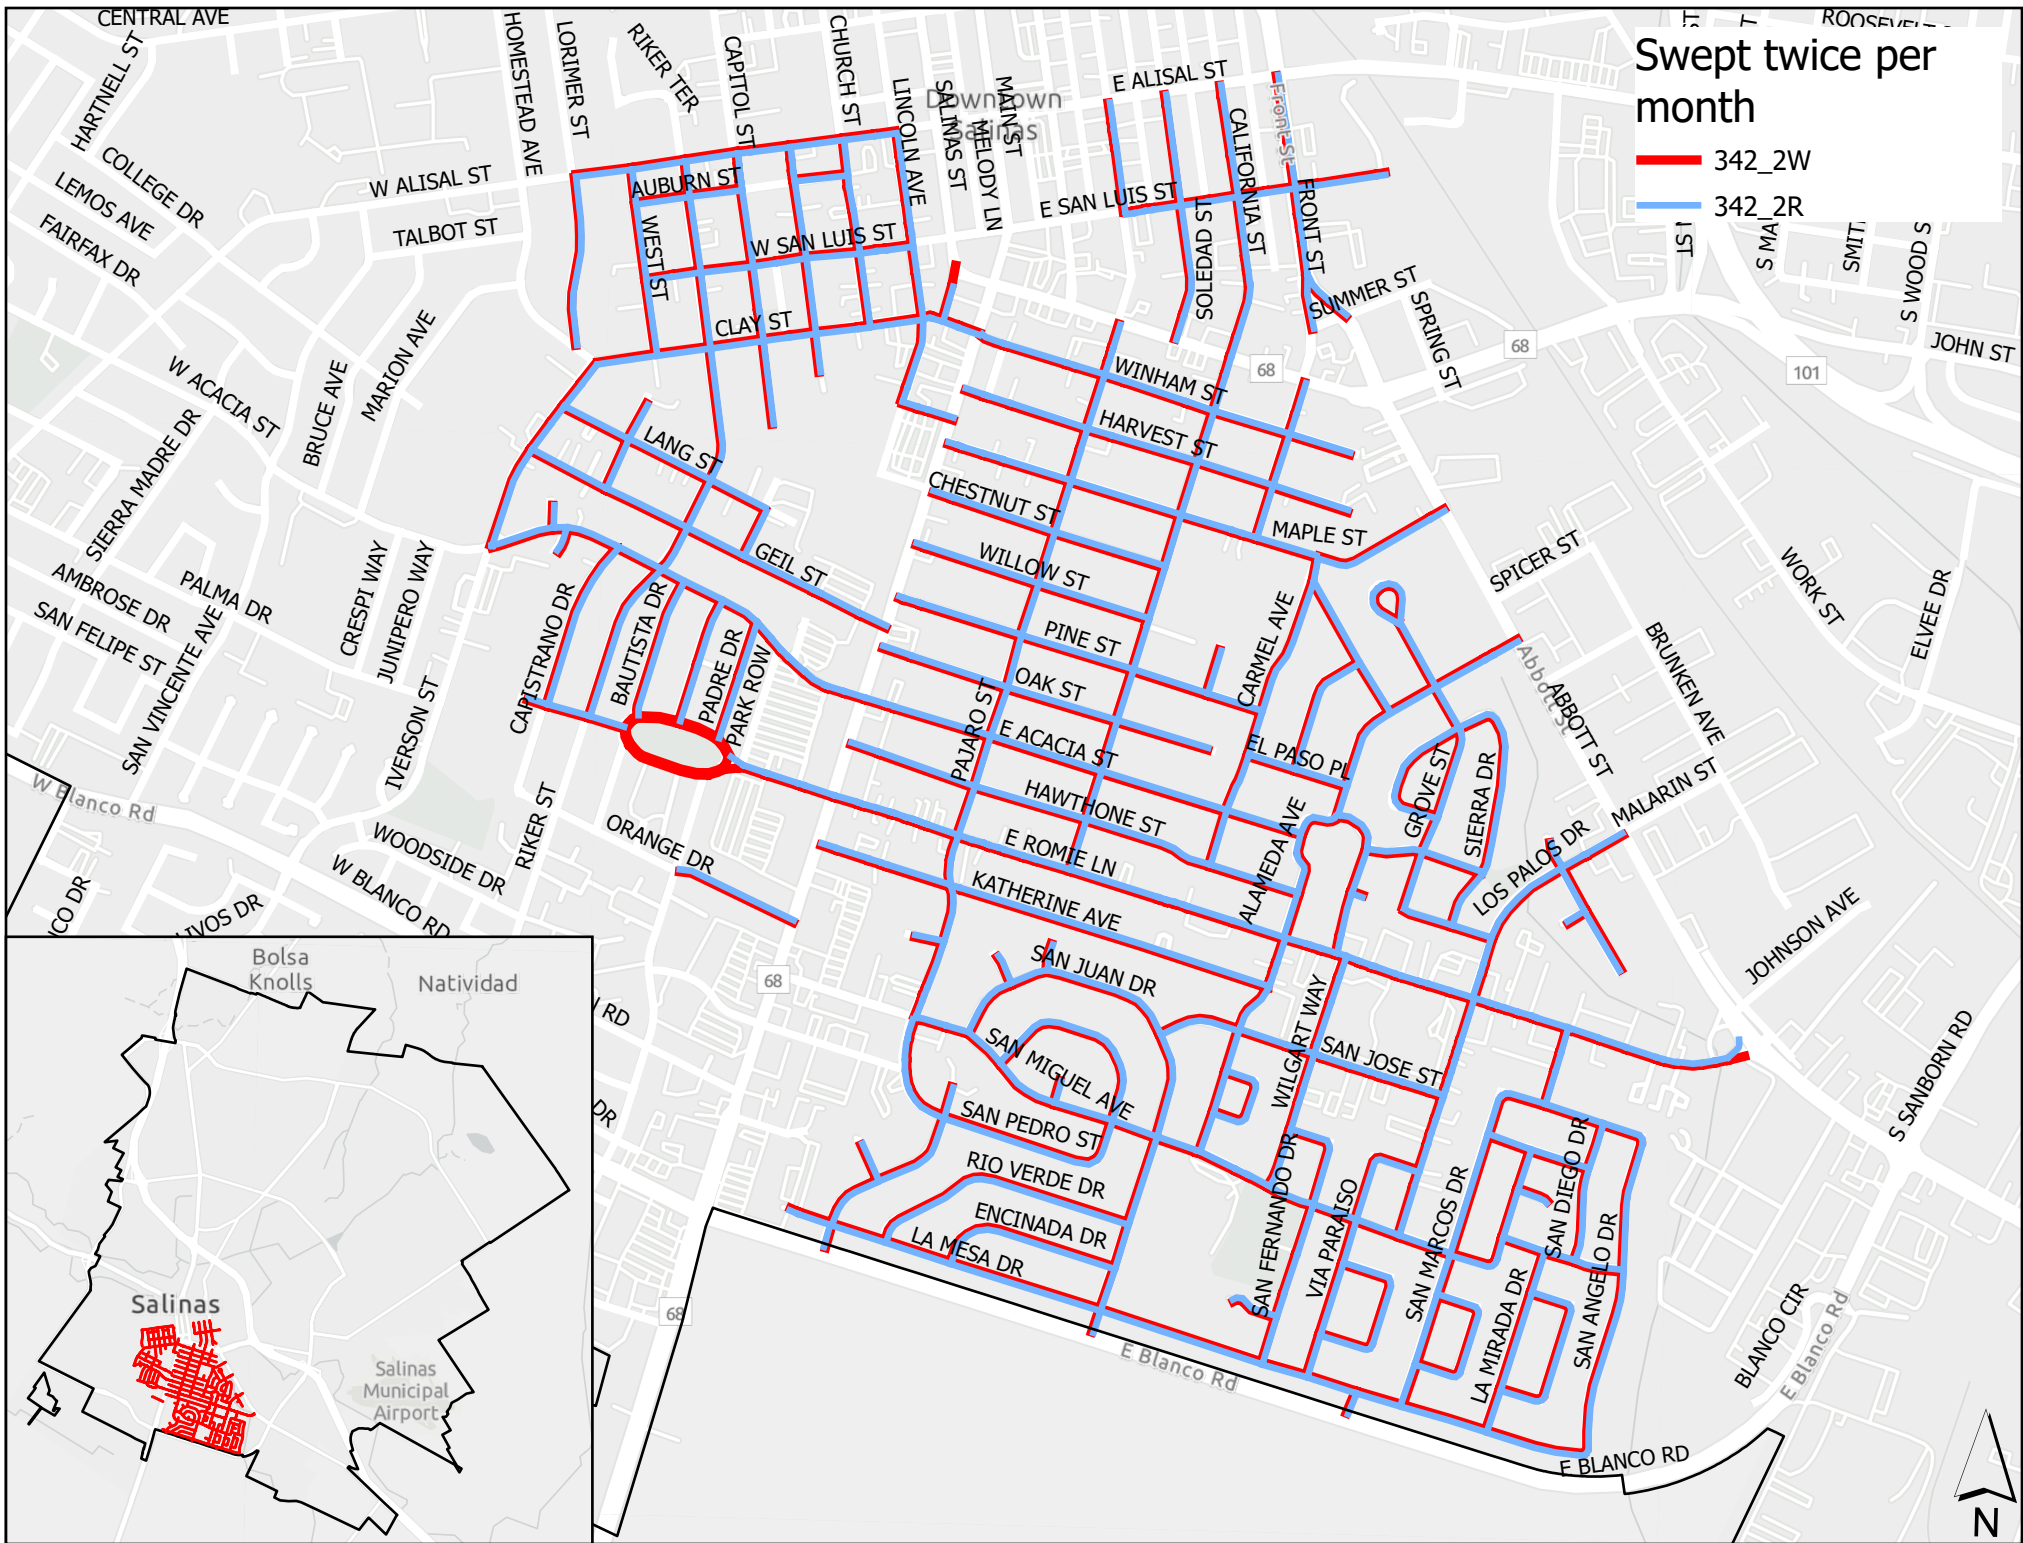 CENTRAL AVE
HARTNELL ST
HOMESTEAD AVE
LORIMER ST
RIKER TER
CAPITOL ST
CHURCH ST
LINCOLN AVE
SALINAS ST
MAIN ST
MELODY LN
Downtown
Salinas
E ALISAL ST
Front St
CALIFORNIA ST
Swept twice per
month
342_2W
342_2R
COLLEGE DR
LEMOS AVE
FAIRFAX DR
W ALISAL ST
TALBOT ST
AUBURN ST
WEST ST
W SAN LUIS ST
E SAN LUIS ST
SOLEDAD ST
FRONT ST
SUMMER ST
SPRING ST
S WOOD S
JOHN ST
68
68
101
CLAY ST
MARION AVE
BRUCE AVE
W ACACIA ST
SIERRA MADRE DR
WINHAM ST
HARVEST ST
LANG ST
CHESTNUT ST
MAPLE ST
WILLOW ST
GEIL ST
SPICER ST
WORK ST
ELVEE DR
AMBROSE DR
PALMA DR
SAN FELIPE ST
SAN VINCENTE AVE
CRESPI WAY
JUNIPERO WAY
IVERSON ST
CAPISTRANO DR
BAUTISTA DR
PADRE DR
PARK ROW
PINE ST
OAK ST
PAJARO ST
CARMEL AVE
E ACACIA ST
EL PASO PL
Abbott St
ABBOTT ST
BRUNKEN AVE
MALARIN ST
GROVE ST
SIERRA DR
LOS PALOS DR
W Blanco Rd
WOODSIDE DR
RIKER ST
ORANGE DR
W BLANCO RD
HAWTHONE ST
E ROMIE LN
ALAMEDA AVE
KATHERINE AVE
JOHNSON AVE
S SANBORN RD
SAN JUAN DR
SAN MIGUEL AVE
WILGART WAY
SAN JOSE ST
SAN PEDRO ST
RIO VERDE DR
ENCINADA DR
LA MESA DR
SAN FERNANDO DR
VIA PARAISO
SAN MARCOS DR
SAN DIEGO DR
SAN ANGELO DR
LA MIRADA DR
68
68
E Blanco Rd
E BLANCO RD
BLANCO CIR
E Blanco Rd
Bolsa
Knolls
Natividad
Salinas
Salinas
Municipal
Airport
N